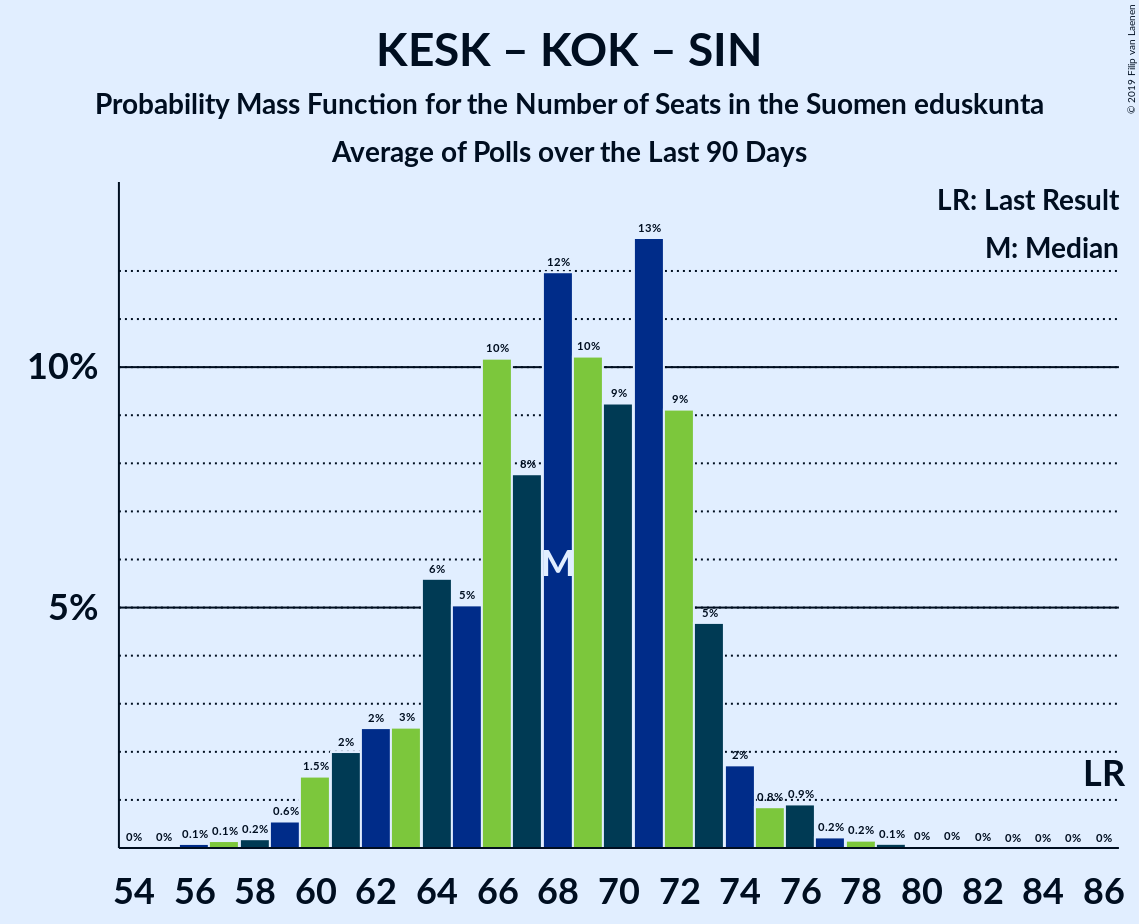 KESK – KOK – SIN
Probability Mass Function for the Number of Seats in the Suomen eduskunta
Average of Polls over the Last 90 Days
© 2019 Filip van Laenen
LR: Last Result
M: Median
10%
5%
0% 0% 0.1% 0.1% 0.2% 0.6% 1.5% 2% 2% 3% 6% 5% 10% 8% 12% 10% 9% 13% 9% 5% 2% 0.8% 0.9% 0.2% 0.2% 0.1% 0% 0% 0% 0% 0% 0% 0%
M
LR
54 56 58 60 62 64 66 68 70 72 74 76 78 80 82 84 86